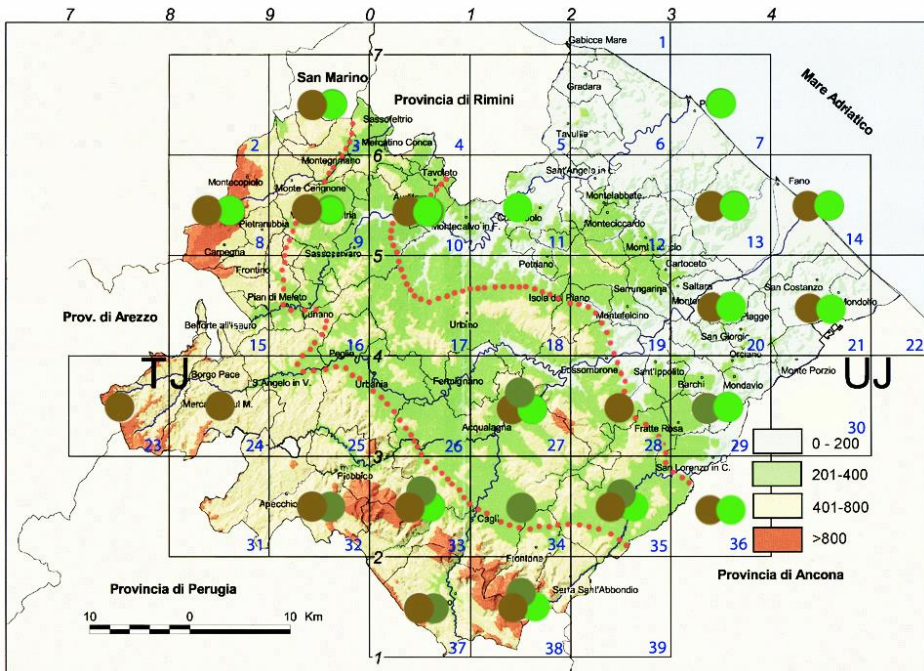 7 8 9 0 1 2 3 4
Gabicce Mare 1
7
San Marino
Gradara
Provincia di Rimini
Mare Adriatico
Sassofeltrio
Tavullia
Mercatino Conca
2 3 4 5 6 7
Montegrimano
6
Sant'Angelo in L.
Montecopiolo Monte Cerignone Tavoleto Fano
Montelabbate
Pietrarubbia
Montecalvo in F. Monteciccardo
8 9 10 11 12 13 14
Carpegna Sassocorvaro
5
Frontino Petriano Cartoceto
Serrungarina Saltara San Costanzo
Pian di Meleto Isola del Piano Mondolfo
Prov. di Arezzo Lunano Montefelcino
Belforte all'Isauro Urbino San Giorgio
15 16 17 18 19 20 21 22
Peglio Orciano
4
TJ UJ
Borgo Pace Fossombrone Sant'Ippolito Monte Porzio
S.Angelo in V. Urbania Fermignano Barchi Mondavio
Acqualagna Fratte Rosa
23 24 25 26 27 28 29 30
0 - 200
3
San Lorenzo in C.
201-400
Piobbico
Apecchio
401-800
Cagli
>800
31 32 33 34 35 36
2
Frontone
Provincia di Perugia Serra Sant'Abbondio Provincia di Ancona
10 0 10 Km
37 38 39
1